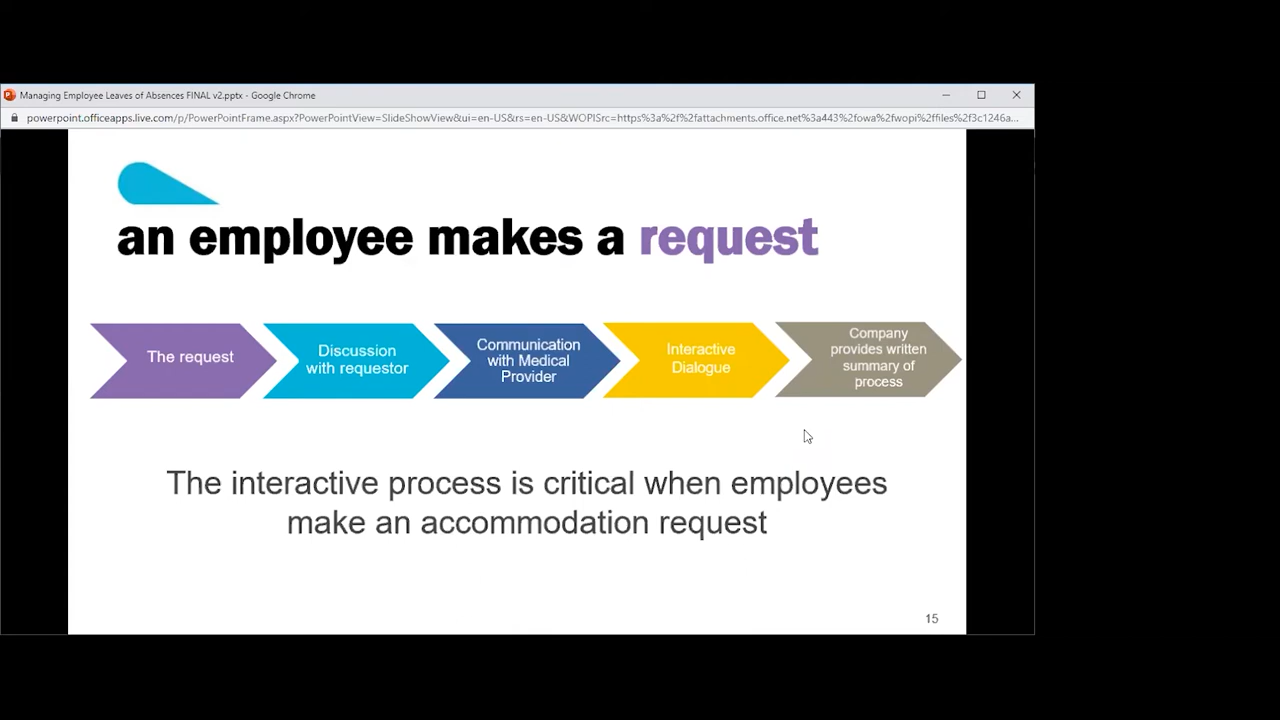 Managing Employee Leaves of Absences FINAL v2.pptx - Google Chrome
powerpoint.officeapps.live.com/p/PowerPointFrame.aspx?PowerPointView=SlideShowView&ui=en-US&rs=en-US&WOPISrc=https%3a%2f%2fattachments.office.net%3a443%2fowa%2fwopi%2ffiles%2f3c1246a...
an employee makes a request
The request
Discussion
with requestor
Communication
with Medical
Provider
Interactive
Dialogue
Company
provides written
summary of
process
The interactive process is critical when employees
make an accommodation request
15